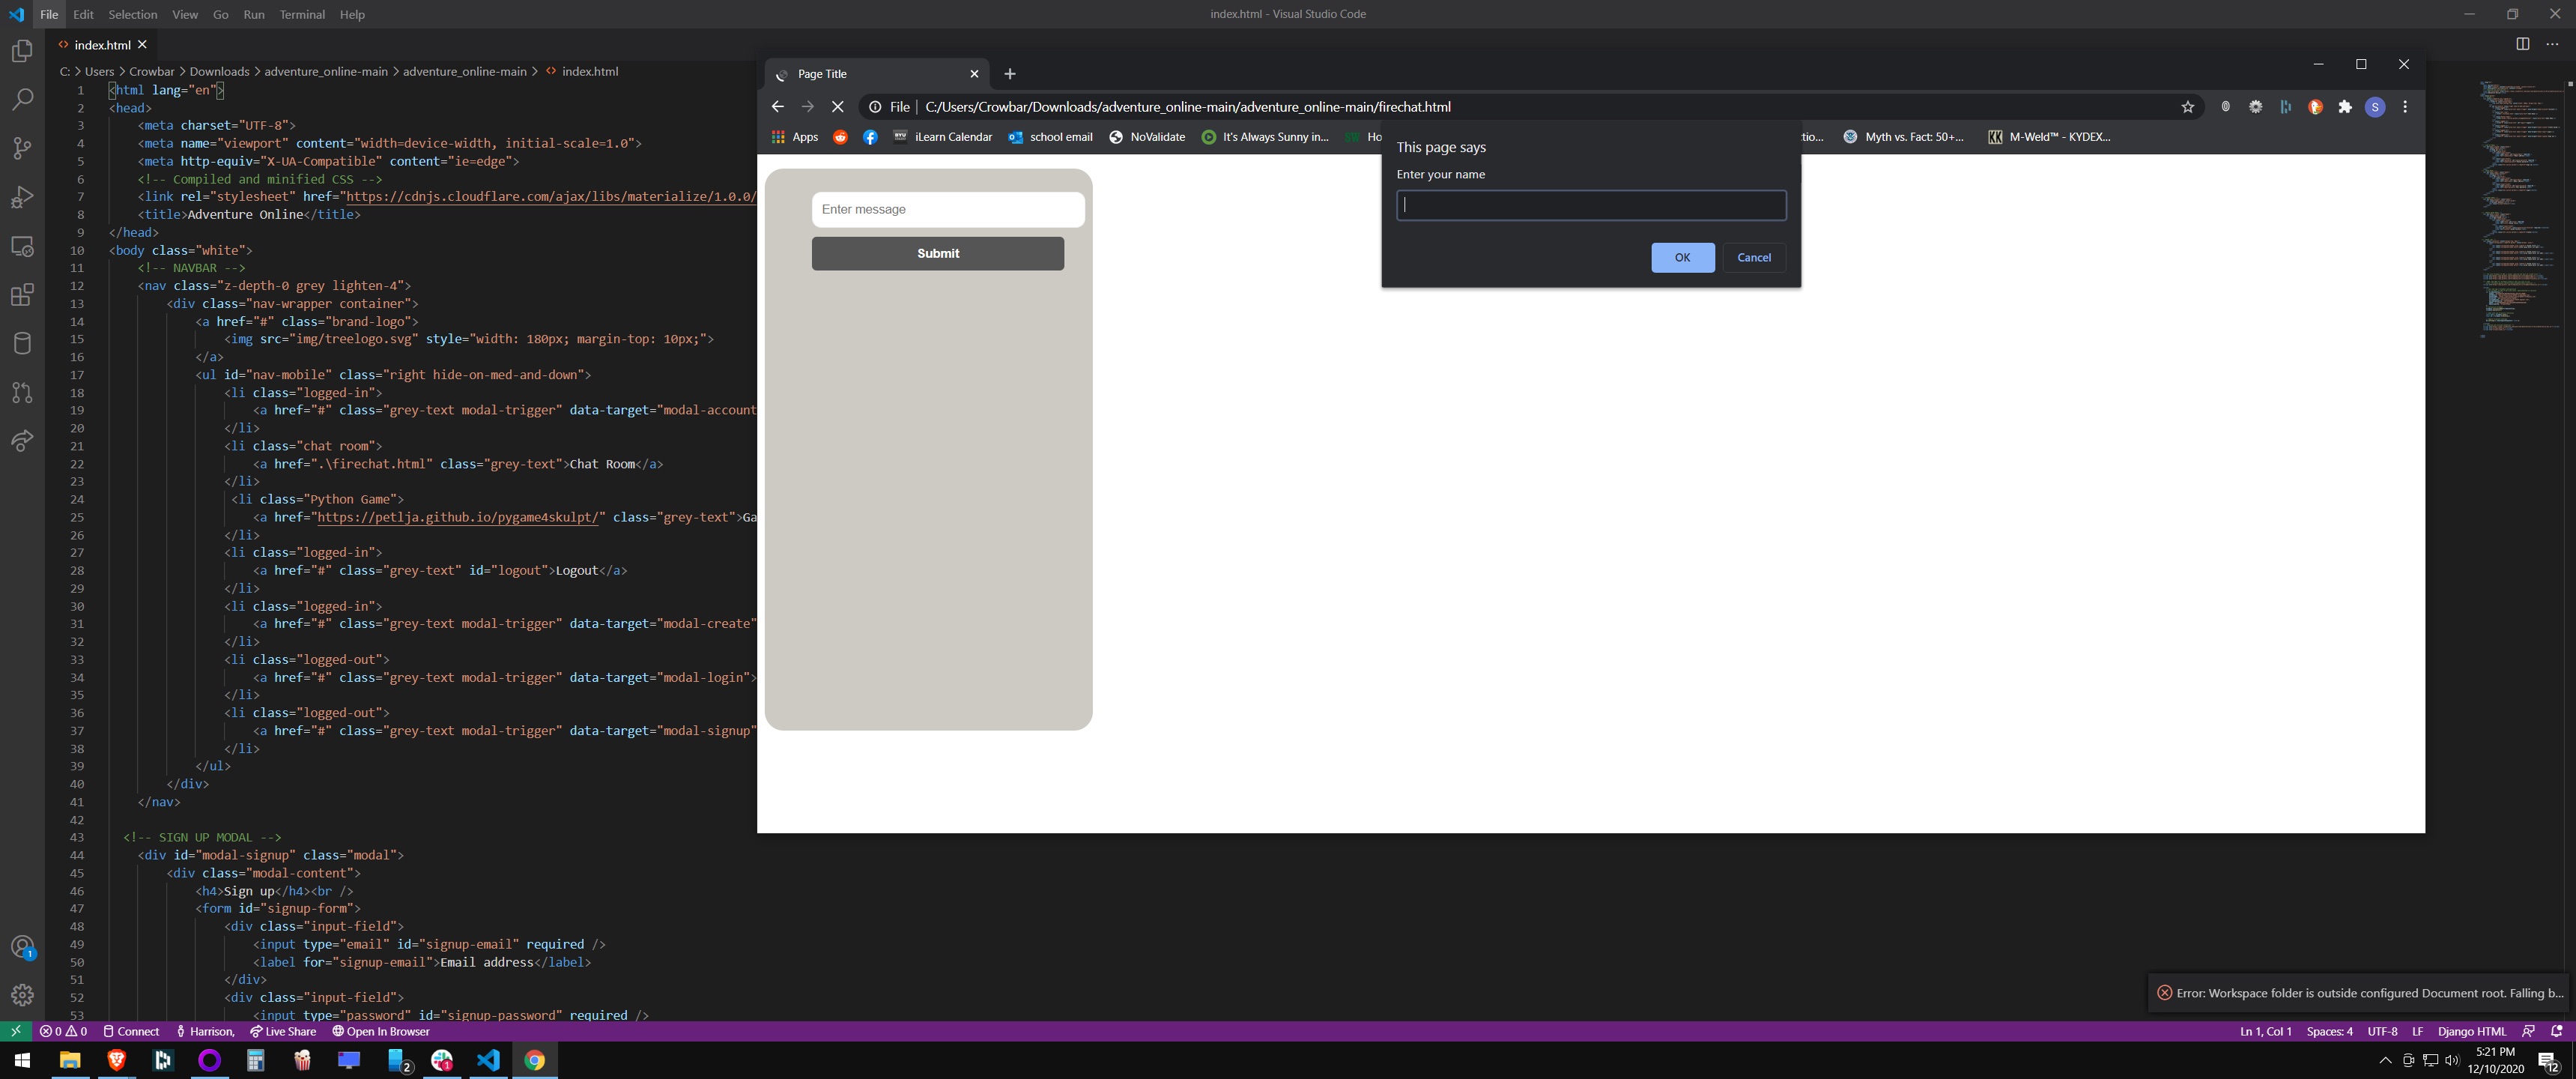 File Edit Selection View Go Run Terminal Help
index.html - Visual Studio Code
index.html
C: > Users > Crowbar > Downloads > adventure_online-main > adventure_online-main > index.html
1 <html lang="en">
2 <head>
3 <meta charset="UTF-8">
4 <meta name="viewport" content="width=device-width, initial-scale=1.0">
5 <meta http-equiv="X-UA-Compatible" content="ie=edge">
6 <!-- Compiled and minified CSS -->
7 <link rel="stylesheet" href="https://cdnjs.cloudflare.com/ajax/libs/materialize/1.0.0/
8 <title>Adventure Online</title>
9 </head>
10 <body class="white">
11 <!-- NAVBAR -->
12 <nav class="z-depth-0 grey lighten-4">
13 <div class="nav-wrapper container">
14 <a href="#" class="brand-logo">
15 <img src="img/treelogo.svg" style="width: 180px; margin-top: 10px;">
16 </a>
17 <ul id="nav-mobile" class="right hide-on-med-and-down">
18 <li class="logged-in">
19 <a href="#" class="grey-text modal-trigger" data-target="modal-account
20 </li>
21 <li class="chat room">
22 <a href=".\firechat.html" class="grey-text">Chat Room</a>
23 </li>
24 <li class="Python Game">
25 <a href="https://petlja.github.io/pygame4skulpt/" class="grey-text">Ga
26 </li>
27 <li class="logged-in">
28 <a href="#" class="grey-text" id="logout">Logout</a>
29 </li>
30 <li class="logged-in">
31 <a href="#" class="grey-text modal-trigger" data-target="modal-create"
32 </li>
33 <li class="logged-out">
34 <a href="#" class="grey-text modal-trigger" data-target="modal-login">
35 </li>
36 <li class="logged-out">
37 <a href="#" class="grey-text modal-trigger" data-target="modal-signup"
38 </li>
39 </ul>
40 </div>
41 </nav>
42
43 <!-- SIGN UP MODAL -->
44 <div id="modal-signup" class="modal">
45 <div class="modal-content">
46 <h4>Sign up</h4><br />
47 <form id="signup-form">
48 <div class="input-field">
49 <input type="email" id="signup-email" required />
50 <label for="signup-email">Email address</label>
51 </div>
52 <div class="input-field">
53 <input type="password" id="signup-password" required />
Page Title
File | C:/Users/Crowbar/Downloads/adventure_online-main/adventure_online-main/firechat.html
S
Apps BYU iLearn Calendar school email NoValidate It's Always Sunny in... Ho tio... Myth vs. Fact: 50+... KK M-Weld™ - KYDEX...
This page says
Enter your name
OK Cancel
Enter message
Submit
1
Error: Workspace folder is outside configured Document root. Falling b...
0 0 Connect Harrison, Live Share Open In Browser
Ln 1, Col 1 Spaces: 4 UTF-8 LF Django HTML
2
1
5:21 PM
12/10/2020
12